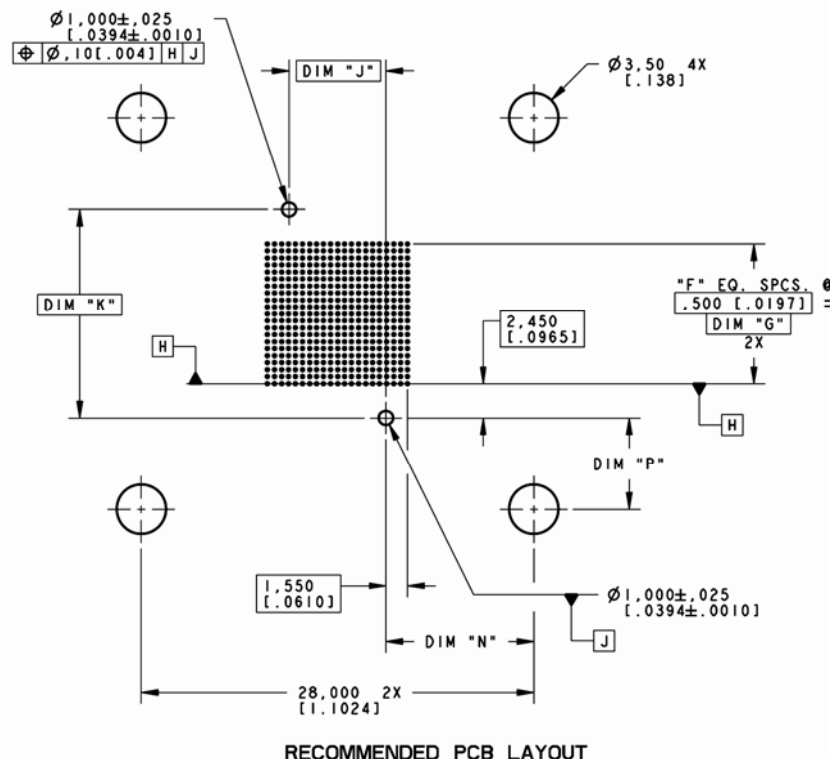 Ø1,000±,025
[.0394±.0010]
⌖ Ø,10[.004] H J
DIM "J"
Ø3,50 4X
[.138]
DIM "K"
"F" EQ. SPCS. @
.500 [.0197] =
DIM "G"
2X
2,450
[.0965]
H
H
DIM "P"
1,550
[.0610]
Ø1,000±,025
[.0394±.0010]
DIM "N"
J
28,000 2X
[1.1024]
RECOMMENDED PCB LAYOUT